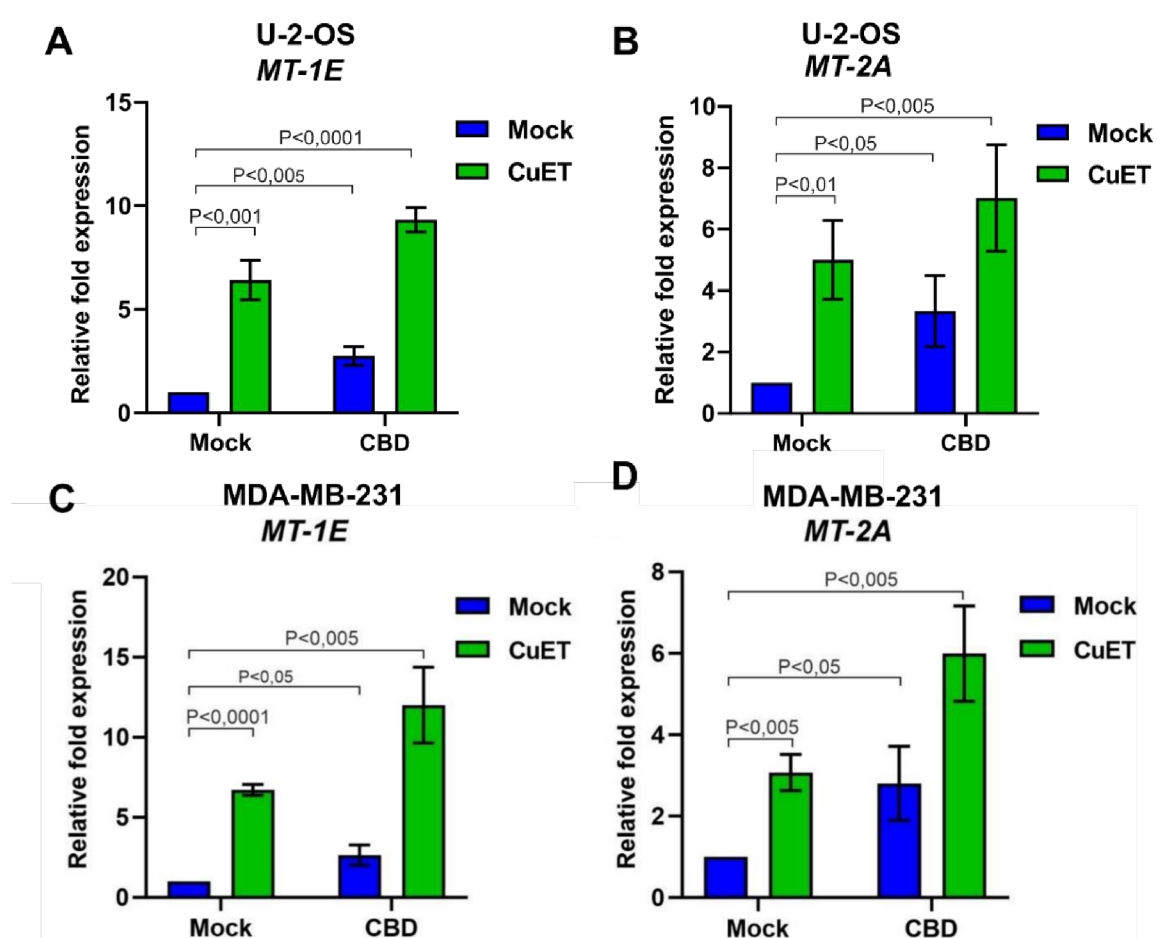 A
U-2-OS
MT-1E
15
10
5
0
Relative fold expression
P<0,0001
P<0,005
P<0,001
Mock
CuET
Mock
CBD
B
U-2-OS
MT-2A
10
8
6
4
2
0
Relative fold expression
P<0,005
P<0,05
P<0,01
Mock
CuET
Mock
CBD
C
MDA-MB-231
MT-1E
20
15
10
5
0
Relative fold expression
P<0,005
P<0,05
P<0,0001
Mock
CuET
Mock
CBD
D
MDA-MB-231
MT-2A
8
6
4
2
0
Relative fold expression
P<0,005
P<0,05
P<0,005
Mock
CuET
Mock
CBD